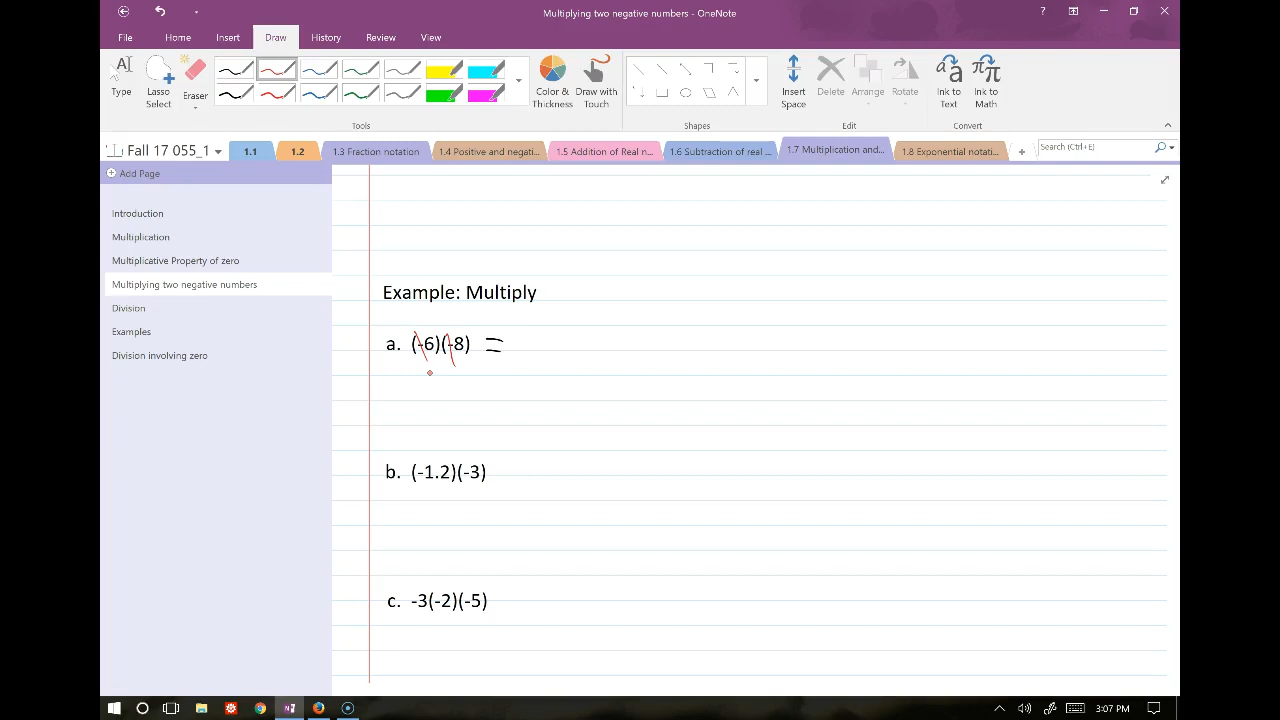 Multiplying two negative numbers - OneNote
?
File Home Insert Draw History Review View
Type
Lasso Select
Eraser
Color & Thickness
Draw with Touch
Insert Space
Delete
Arrange
Rotate
Ink to Text
Ink to Math
Tools
Shapes
Edit
Convert
Fall 17 055_1
1.1
1.2
1.3 Fraction notation
1.4 Positive and negati...
1.5 Addition of Real n...
1.6 Subtraction of real ...
1.7 Multiplication and...
1.8 Exponential notati...
+
Search (Ctrl+E)
Add Page
Introduction
Multiplication
Multiplicative Property of zero
Multiplying two negative numbers
Division
Examples
Division involving zero
Example: Multiply
a. (-6)(-8) =
b. (-1.2)(-3)
c. -3(-2)(-5)
3:07 PM